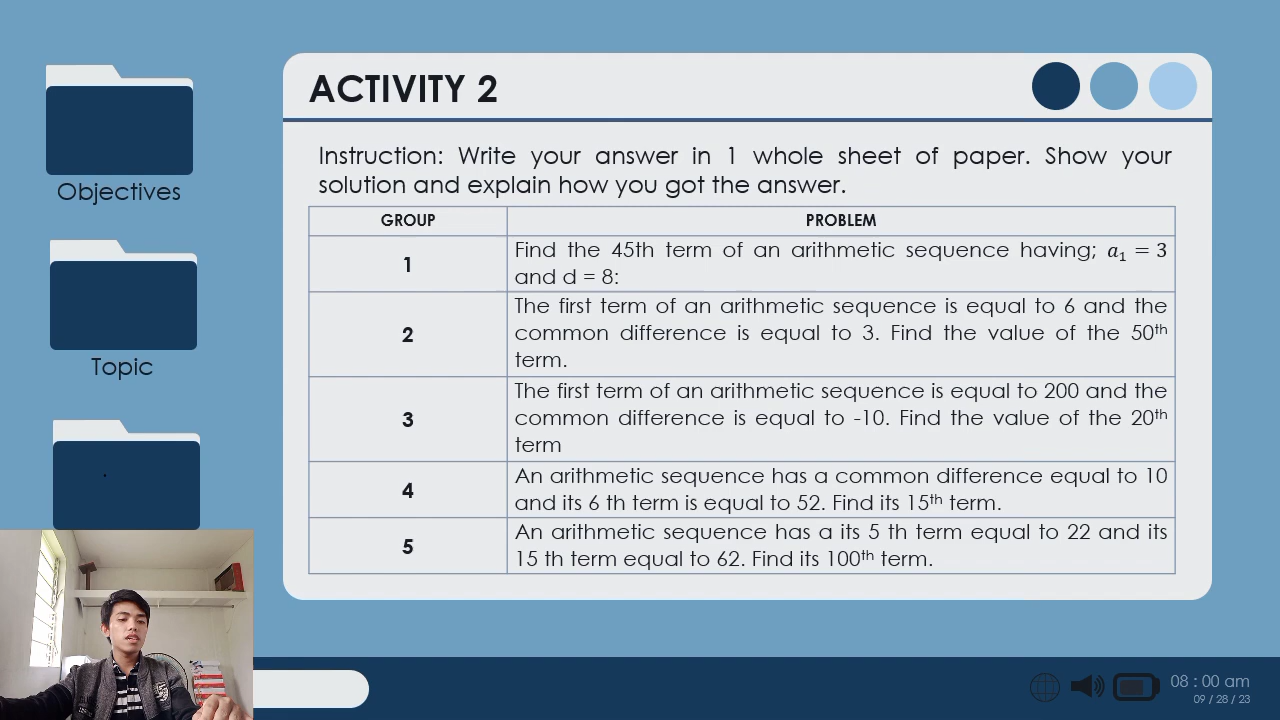 ACTIVITY 2
Instruction: Write your answer in 1 whole sheet of paper. Show your
solution and explain how you got the answer.
GROUP PROBLEM
1 Find the 45th term of an arithmetic sequence having; a₁ = 3
and d = 8:
2 The first term of an arithmetic sequence is equal to 6 and the
common difference is equal to 3. Find the value of the 50th
term.
3 The first term of an arithmetic sequence is equal to 200 and the
common difference is equal to -10. Find the value of the 20th
term
4 An arithmetic sequence has a common difference equal to 10
and its 6 th term is equal to 52. Find its 15th term.
5 An arithmetic sequence has a its 5 th term equal to 22 and its
15 th term equal to 62. Find its 100th term.
Objectives
Topic
08 : 00 am
09 / 28 / 23